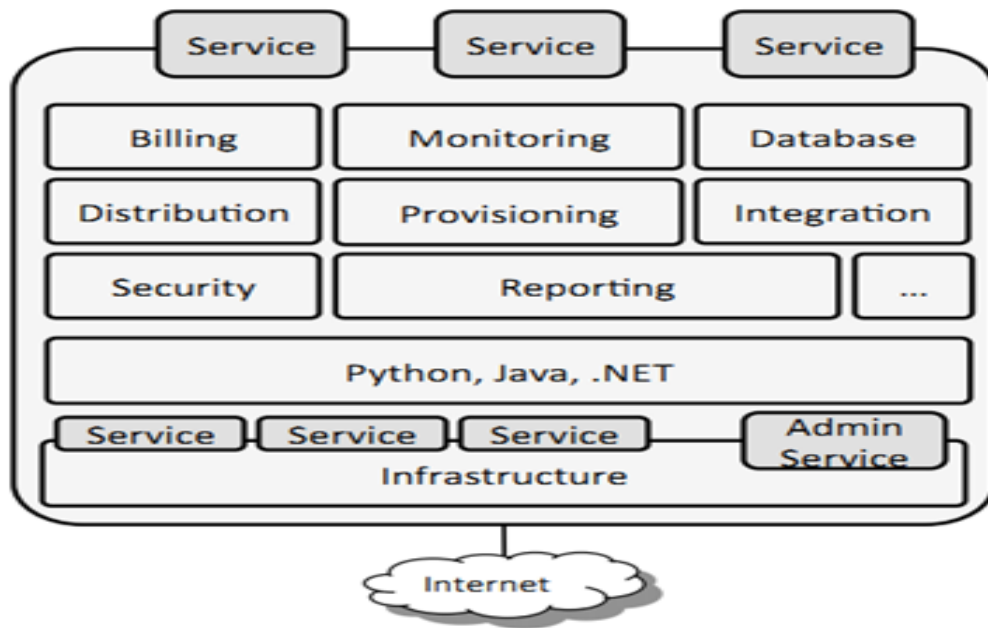 Service Service Service
Billing Monitoring Database
Distribution Provisioning Integration
Security Reporting ...
Python, Java, .NET
Service Service Service Admin
Service
Infrastructure
Internet